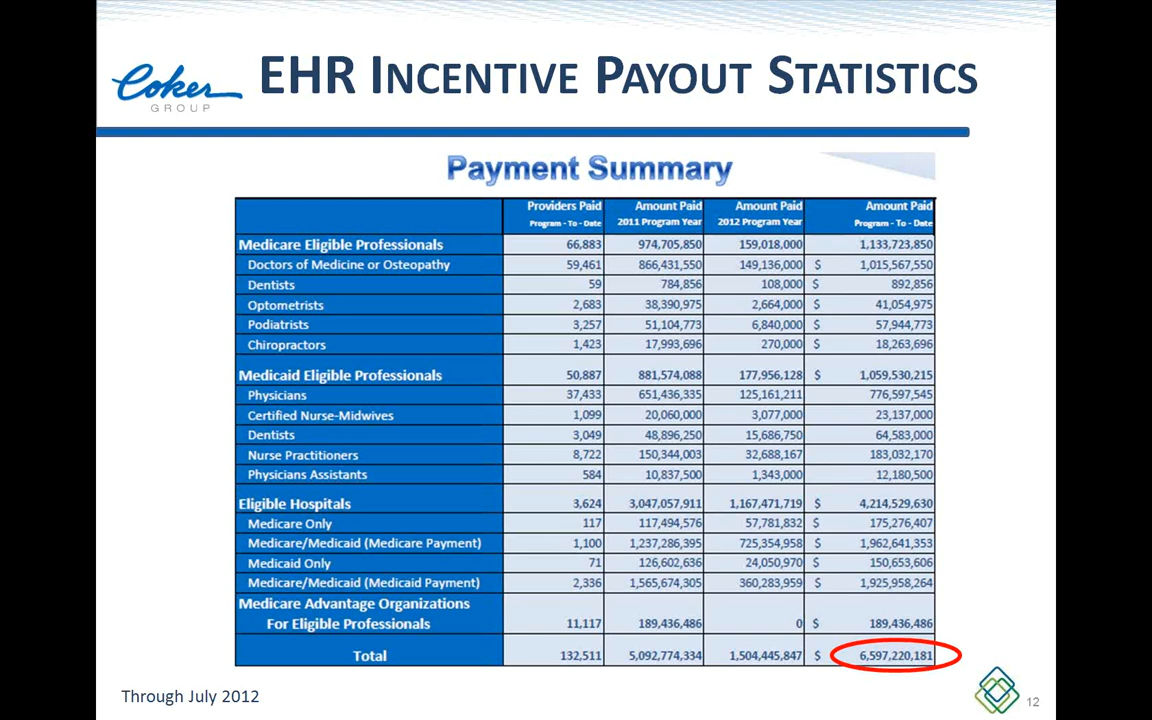 Coker
GROUP
EHR INCENTIVE PAYOUT STATISTICS
Payment Summary
Providers Paid Amount Paid Amount Paid Amount Paid
Program - To - Date 2011 Program Year 2012 Program Year Program - To - Date
Medicare Eligible Professionals 66,883 974,705,850 159,018,000 1,133,723,850
Doctors of Medicine or Osteopathy 59,461 866,431,550 149,136,000 $ 1,015,567,550
Dentists 59 784,856 108,000 $ 892,856
Optometrists 2,683 38,390,975 2,664,000 $ 41,054,975
Podiatrists 3,257 51,104,773 6,840,000 $ 57,944,773
Chiropractors 1,423 17,993,696 270,000 $ 18,263,696
Medicaid Eligible Professionals 50,887 881,574,088 177,956,128 $ 1,059,530,215
Physicians 37,433 651,436,335 125,161,211 776,597,545
Certified Nurse-Midwives 1,099 20,060,000 3,077,000 23,137,000
Dentists 3,049 48,896,250 15,686,750 64,583,000
Nurse Practitioners 8,722 150,344,003 32,688,167 183,032,170
Physicians Assistants 584 10,837,500 1,343,000 12,180,500
Eligible Hospitals 3,624 3,047,057,911 1,167,471,719 $ 4,214,529,630
Medicare Only 117 117,494,576 57,781,832 $ 175,276,407
Medicare/Medicaid (Medicare Payment) 1,100 1,237,286,395 725,354,958 $ 1,962,641,353
Medicaid Only 71 126,602,636 24,050,970 $ 150,653,606
Medicare/Medicaid (Medicaid Payment) 2,336 1,565,674,305 360,283,959 $ 1,925,958,264
Medicare Advantage Organizations
For Eligible Professionals 11,117 189,436,486 0 $ 189,436,486
Total 132,511 5,092,774,334 1,504,445,847 $ 6,597,220,181
Through July 2012
12